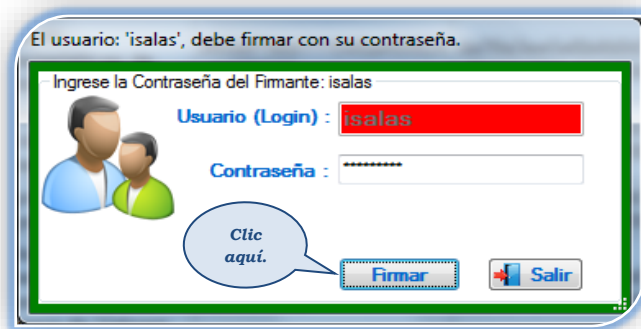 El usuario: 'isalas', debe firmar con su contraseña.
Ingrese la Contraseña del Firmante: isalas
Usuario (Login) : isalas
Contraseña : *********
Clic
aquí.
Firmar Salir